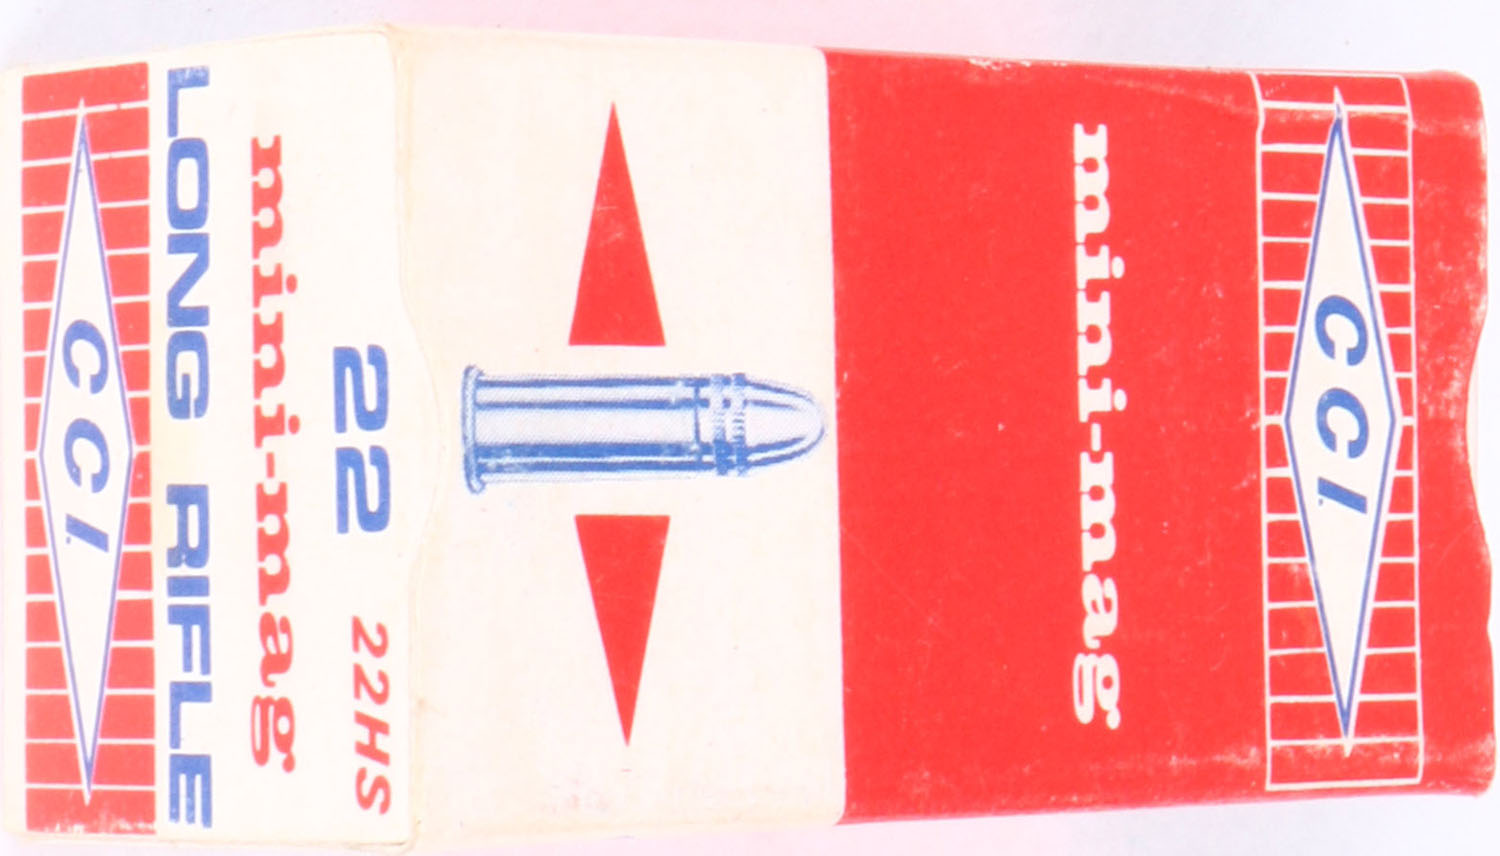 CCI
mini-mag
22 22HS
mini-mag
LONG RIFLE
CCI